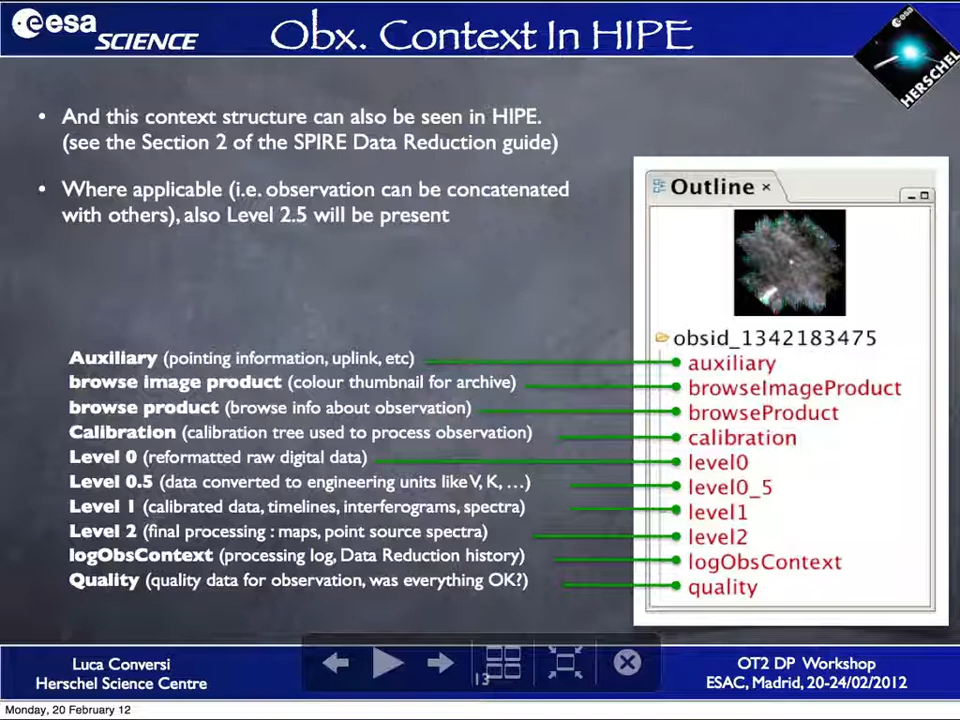 esa
SCIENCE
Obx. Context In HIPE
esa
HERSCHEL
• And this context structure can also be seen in HIPE.
(see the Section 2 of the SPIRE Data Reduction guide)
• Where applicable (i.e. observation can be concatenated
with others), also Level 2.5 will be present
Outline
obsid_1342183475
Auxiliary (pointing information, uplink, etc)
auxiliary
browse image product (colour thumbnail for archive)
browseImageProduct
browse product (browse info about observation)
browseProduct
Calibration (calibration tree used to process observation)
calibration
Level 0 (reformatted raw digital data)
level0
Level 0.5 (data converted to engineering units like V, K, …)
level0_5
Level 1 (calibrated data, timelines, interferograms, spectra)
level1
Level 2 (final processing : maps, point source spectra)
level2
logObsContext (processing log, Data Reduction history)
logObsContext
Quality (quality data for observation, was everything OK?)
quality
Luca Conversi
Herschel Science Centre
13
OT2 DP Workshop
ESAC, Madrid, 20-24/02/2012
Monday, 20 February 12